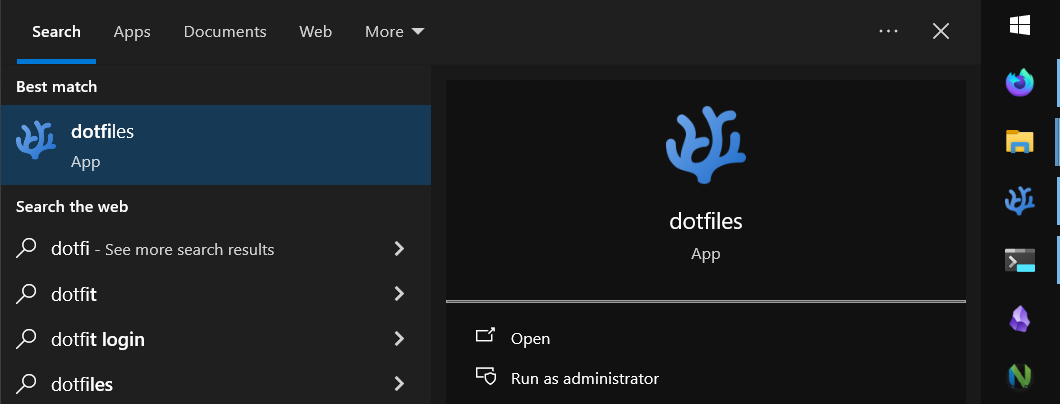 Search Apps Documents Web More ...
Best match
dotfiles
App
Search the web
dotfi - See more search results
dotfit
dotfit login
dotfiles
dotfiles
App
Open
Run as administrator